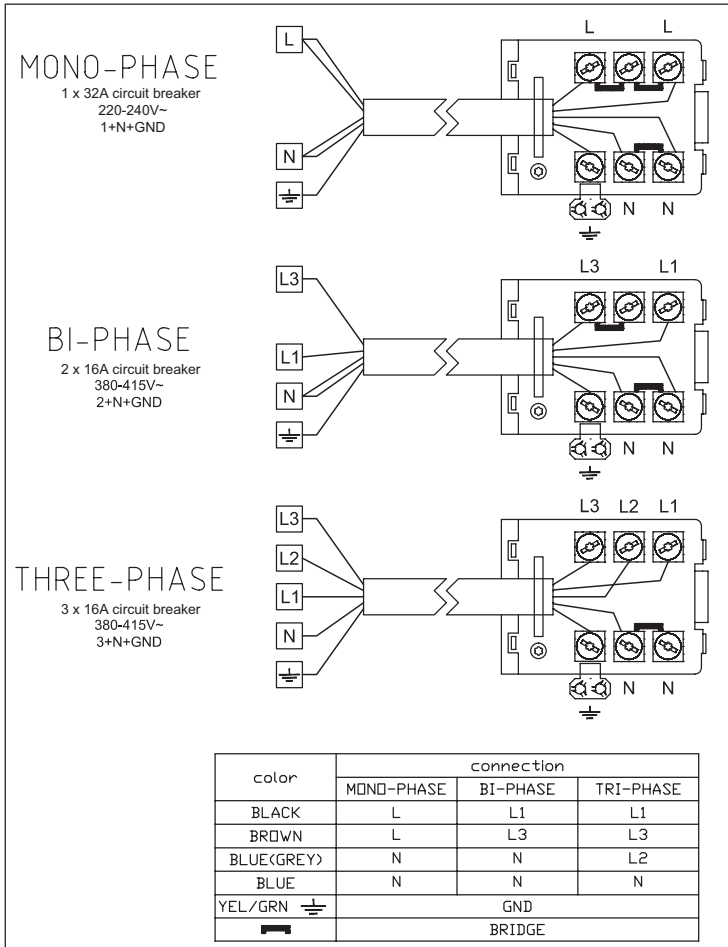 L
L L
MONO-PHASE
1 x 32A circuit breaker
220-240V~
1+N+GND
N
N N
L3
L3 L1
BI-PHASE
2 x 16A circuit breaker
380-415V~
2+N+GND
L1
N
N N
L3
L3 L2 L1
L2
THREE-PHASE
3 x 16A circuit breaker
380-415V~
3+N+GND
L1
N
N N
color connection
MONO-PHASE BI-PHASE TRI-PHASE
BLACK L L1 L1
BROWN L L3 L3
BLUE(GREY) N N L2
BLUE N N N
YEL/GRN GND
BRIDGE